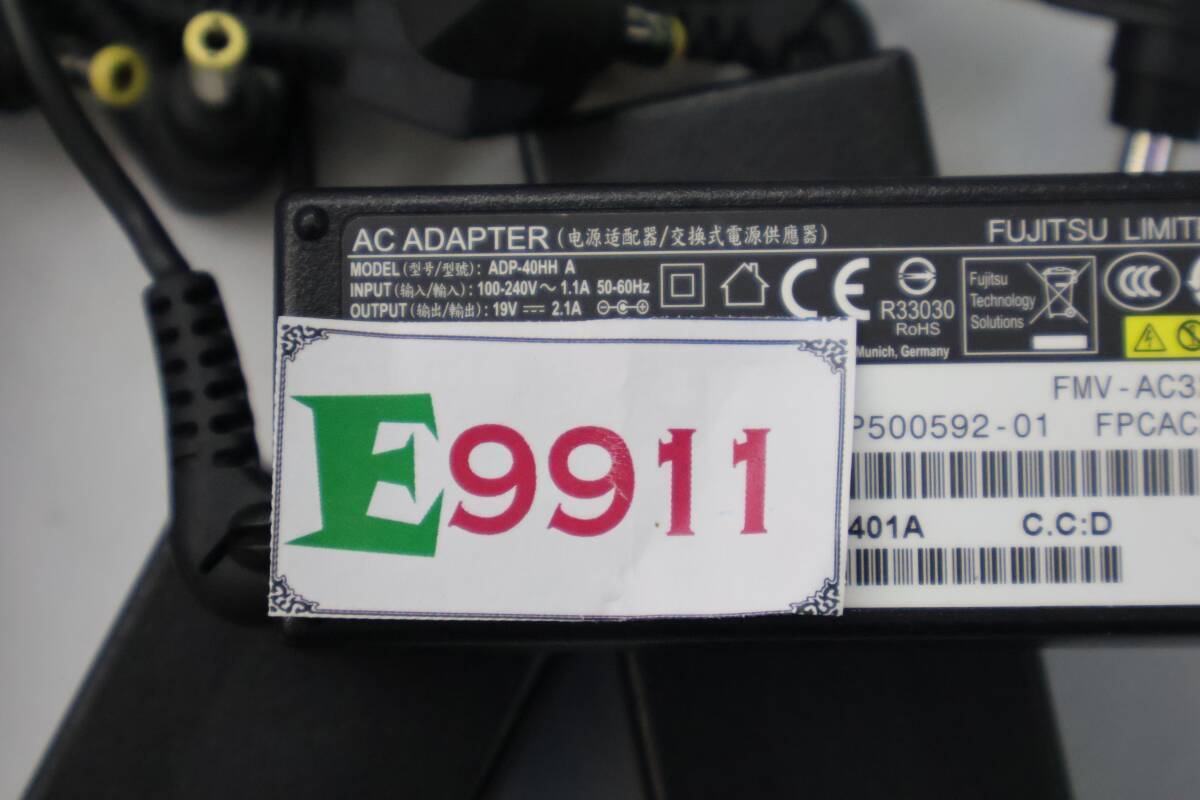 AC ADAPTER (电源适配器/交換式電源供應器)
FUJITSU LIMITE
MODEL (型号/型號) : ADP-40HH A
INPUT (输入/輸入) : 100-240V～ 1.1A 50-60Hz
OUTPUT (输出/輸出) : 19V ⎓ 2.1A
R33030
RoHS
Fujitsu
Technology
Solutions
Munich, Germany
FMV-AC3
P500592-01 FPCAC
401A C.C:D
E9911